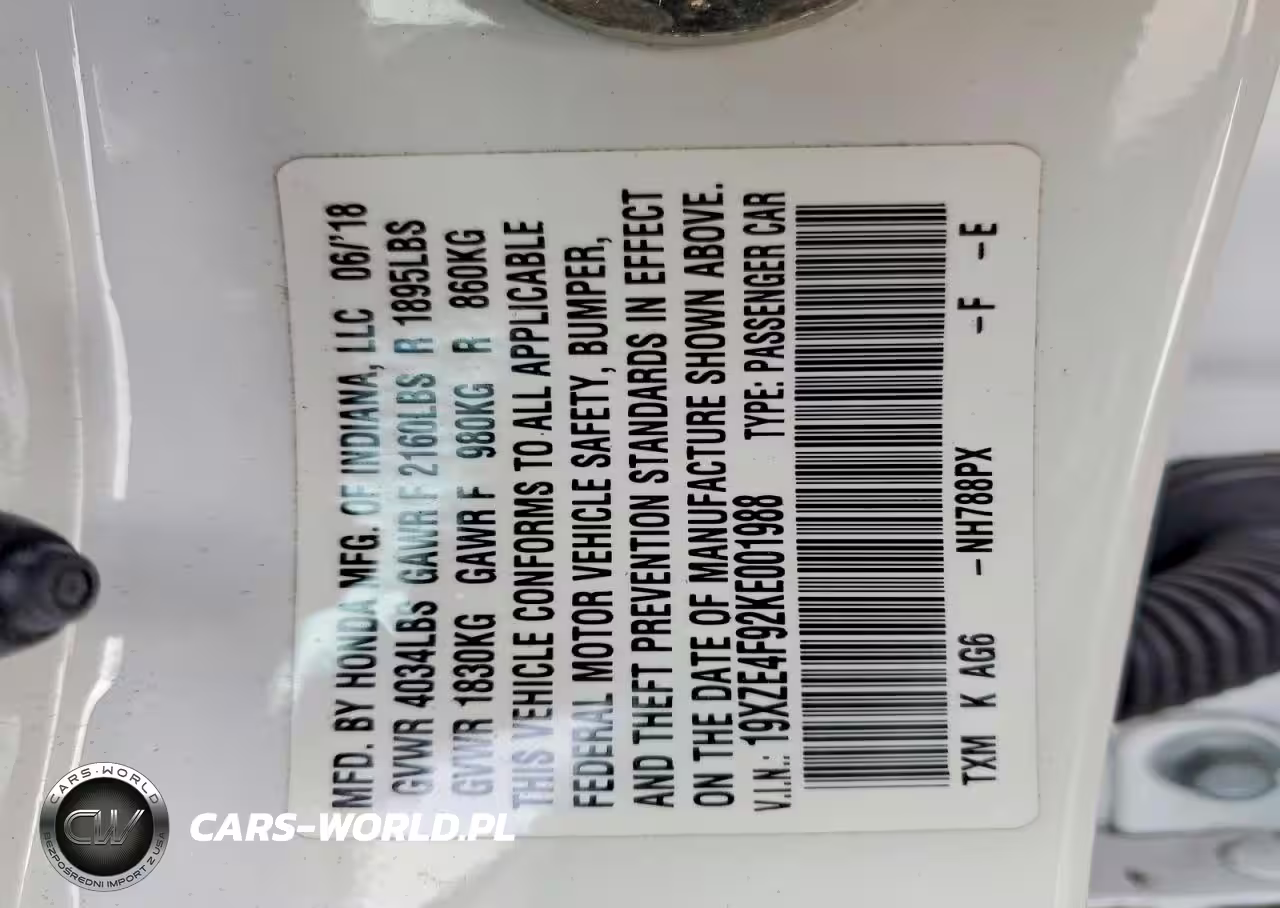 MFD. BY HONDA MFG. OF INDIANA, LLC 06/'18
GVWR 4034LBS GAWR F 2160LBS R 1895LBS
GVWR 1830KG GAWR F 980KG R 860KG
THIS VEHICLE CONFORMS TO ALL APPLICABLE
FEDERAL MOTOR VEHICLE SAFETY, BUMPER,
AND THEFT PREVENTION STANDARDS IN EFFECT
ON THE DATE OF MANUFACTURE SHOWN ABOVE.
V.I.N.: 19XZE4F92KE001988 TYPE: PASSENGER CAR
TXM K AG6 -NH788PX -F -E
CARS-WORLD
CW
BEZPOŚREDNI IMPORT Z USA
CARS-WORLD.PL